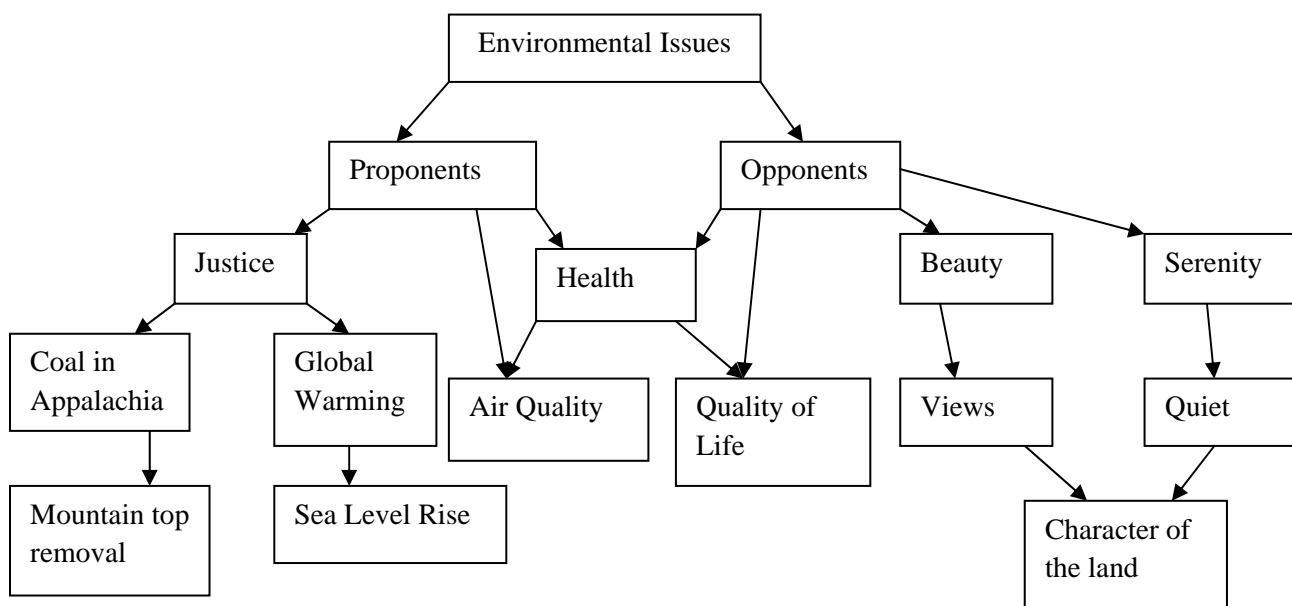 Environmental Issues
Proponents
Opponents
Justice
Health
Beauty
Serenity
Coal in
Appalachia
Global
Warming
Air Quality
Quality of
Life
Views
Quiet
Mountain top
removal
Sea Level Rise
Character of
the land